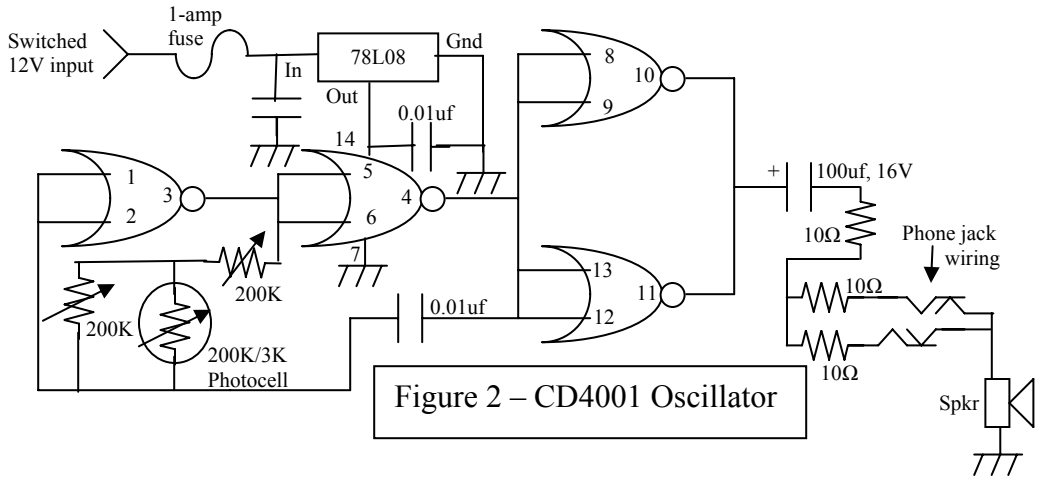 1-amp
fuse
Switched
12V input
In
78L08
Gnd
Out
0.01uf
8
9
10
14
1
2
3
5
6
4
7
+
100uf, 16V
10Ω
Phone jack
wiring
200K
200K
200K/3K
Photocell
0.01uf
13
12
11
10Ω
10Ω
Spkr
Figure 2 – CD4001 Oscillator